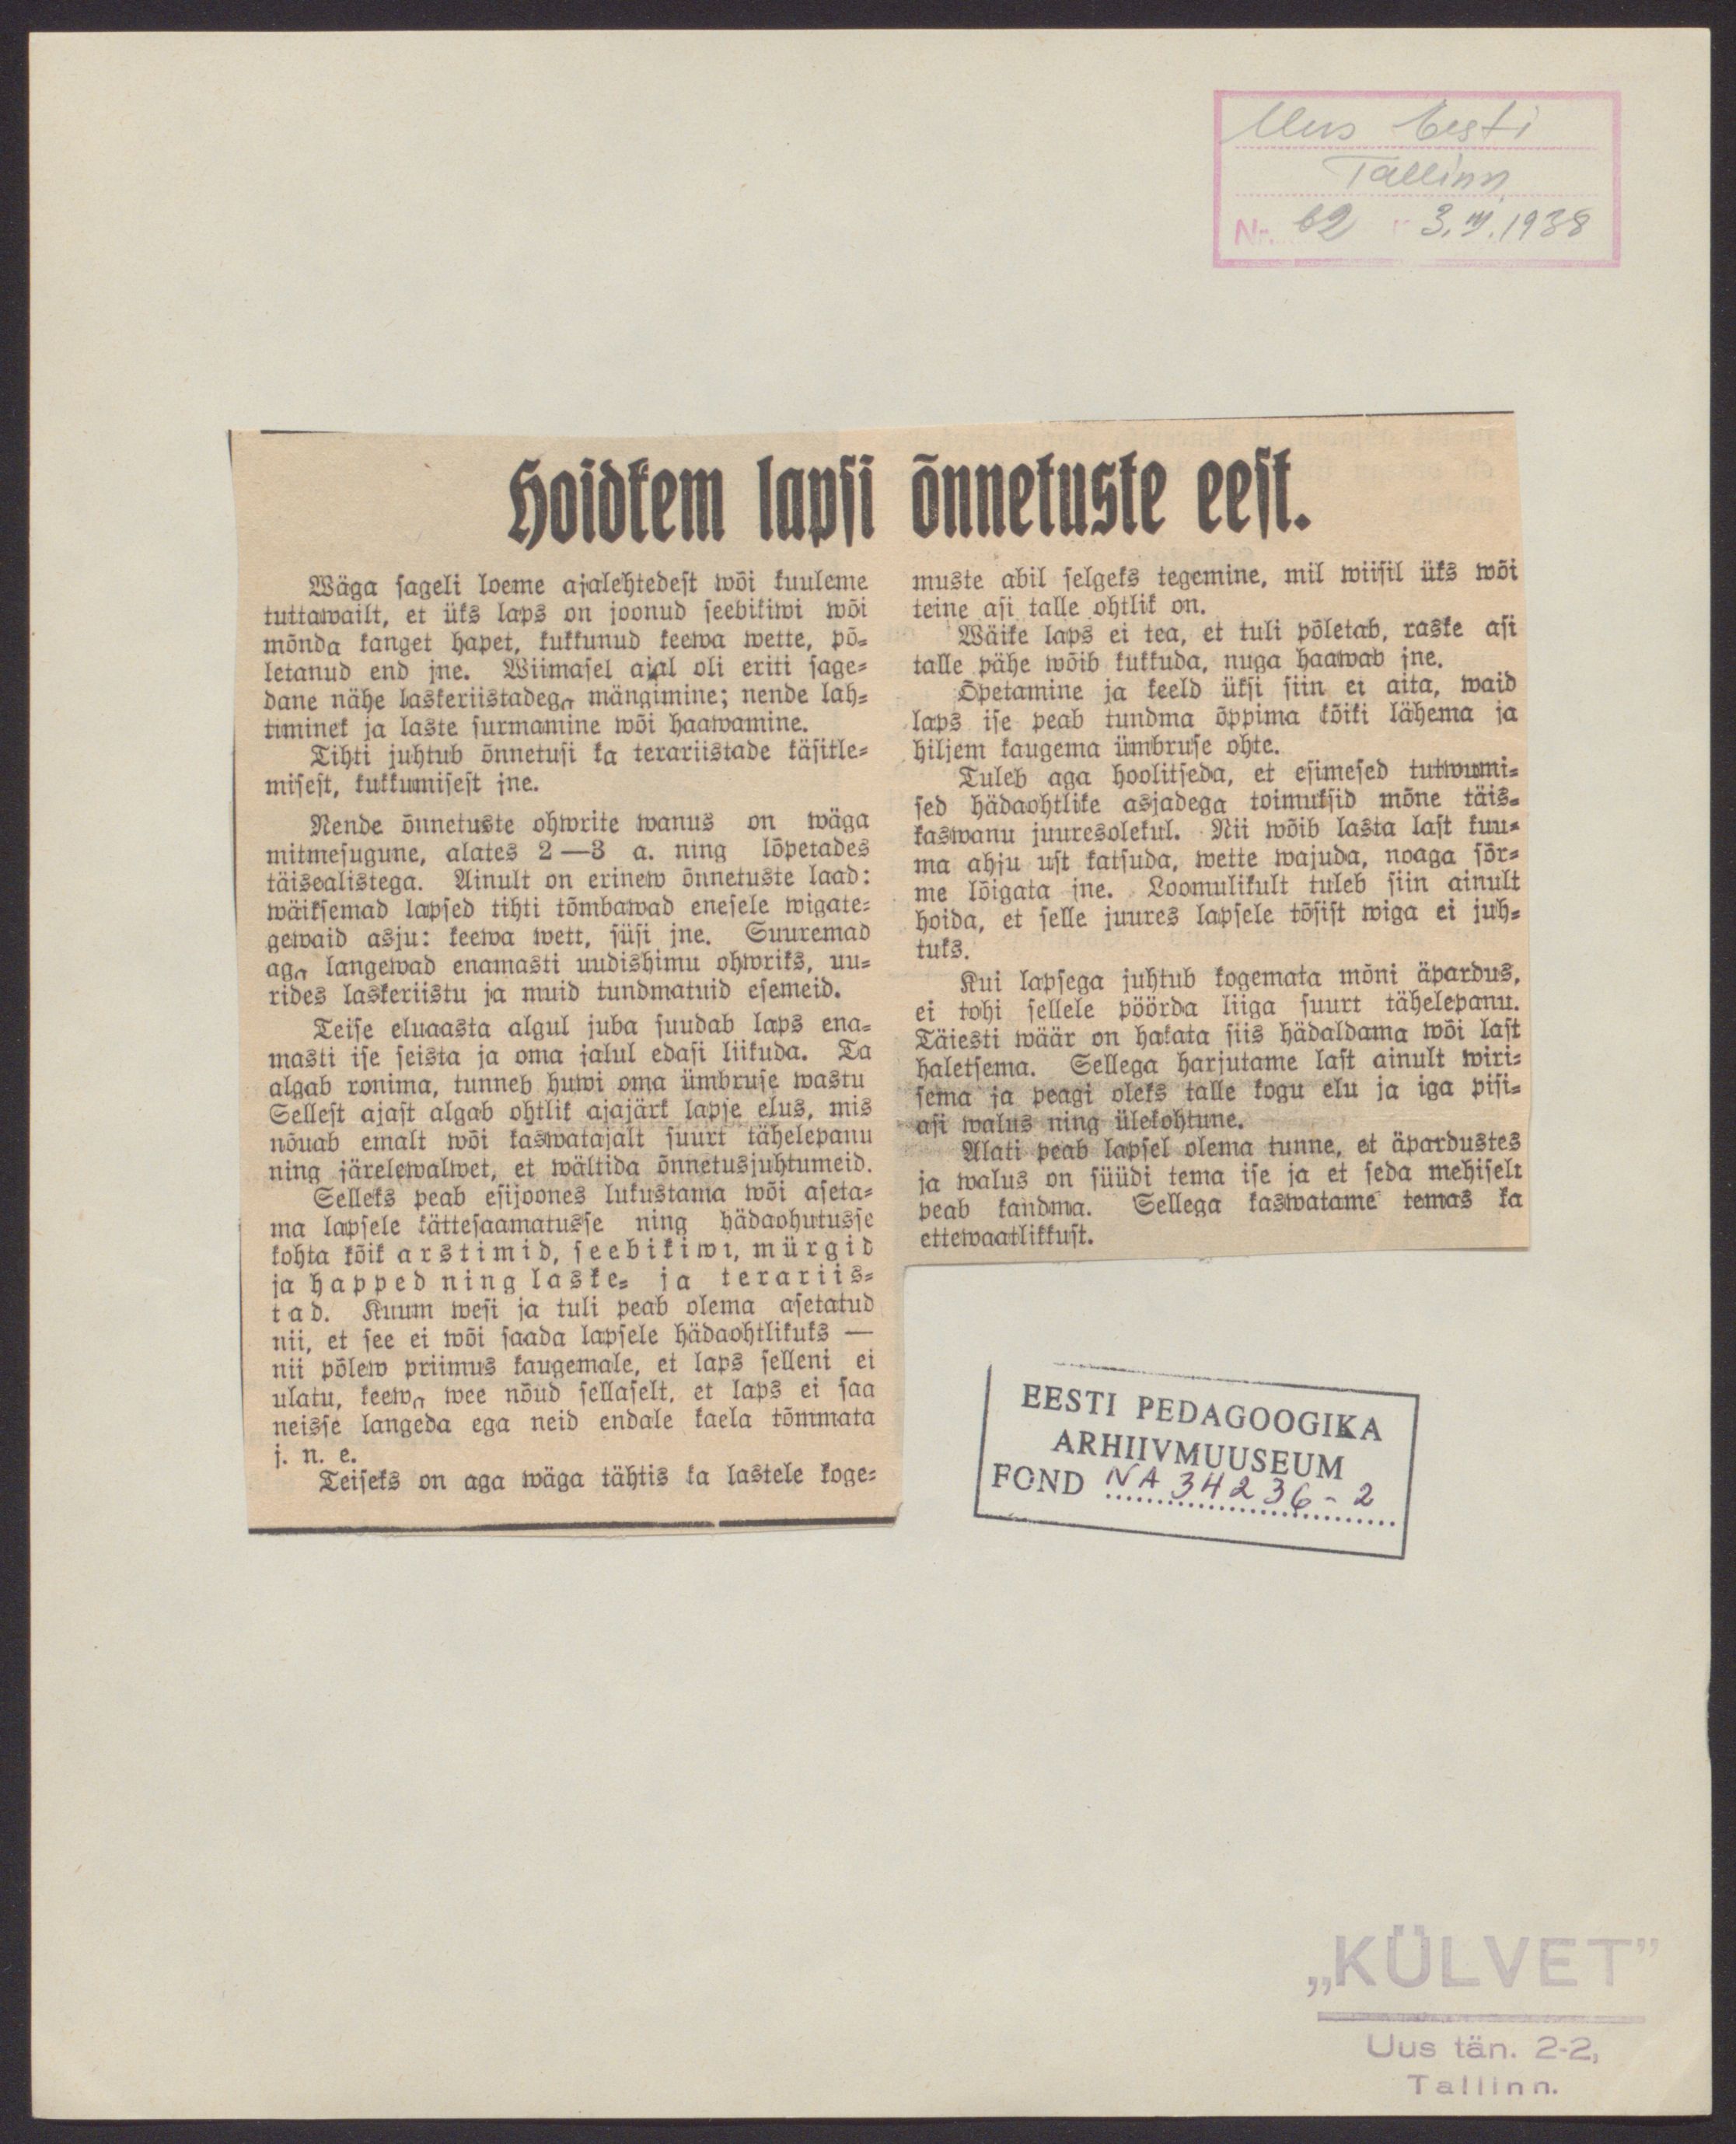 Uus Eesti
Tallinn
Nr. 62 3.III.1938
Hoidkem lapsi õnnetuste eest.
Wäga sageli loeme ajalehtedest wõi kuuleme
tuttawailt, et üks laps on joonud seebikiwi wõi
mõnda kanget hapet, kukkunud keewa wette, põ-
letanud end jne. Wiimasel ajal oli eriti sage-
dane nähe laskeriistadega mängimine; nende lah-
timinek ja laste surmamine wõi haawamine.
Tihti juhtub õnnetusi ka terariistade käsitle-
misest, kukkumisest jne.
Nende õnnetuste ohwrite wanus on wäga
mitmesugune, alates 2—3 a. ning lõpetades
täisealistega. Ainult on erinew õnnetuste laad:
wäiksemad lapsed tihti tõmbawad enesele wigate-
gewaid asju: keewa wett, süsi jne. Suuremad
aga langewad enamasti uudishimu ohwriks, uu-
rides laskeriistu ja muid tundmatuid esemeid.
Teise eluaasta algul juba suudab laps ena-
masti ise seista ja oma jalul edasi liikuda. Ta
algab ronima, tunneb huwi oma ümbruse wastu
Sellest ajast algab ohtlik ajajärk lapse elus, mis
nõuab emalt wõi kaswatajalt suurt tähelepanu
ning järelewalwet, et wältida õnnetusjuhtumeid.
Selleks peab esijoones lukustama wõi aseta-
ma lapsele kättesaamatusse ning hädaohutusse
kohta kõik arstimid, seebikiwi, mürgid
ja happed ning laske- ja terariis-
tad. Kuum wesi ja tuli peab olema asetatud
nii, et see ei wõi saada lapsele hädaohtlikuks —
nii põlew priimus kaugemale, et laps selleni ei
ulatu, keewa wee nõud sellaselt, et laps ei saa
neisse langeda ega neid endale kaela tõmmata
j. n. e.
Teiseks on aga wäga tähtis ka lastele koge-
muste abil selgeks tegemine, mil wiisil üks wõi
teine asi talle ohtlik on.
Wäike laps ei tea, et tuli põletab, raske asi
talle pähe wõib kukkuda, nuga haawab jne.
Õpetamine ja keeld üksi siin ei aita, waid
laps ise peab tundma õppima kõiki lähema ja
hiljem kaugema ümbruse ohte.
Tuleb aga hoolitseda, et esimesed tutwumi-
sed hädaohtlike asjadega toimuksid mõne täis-
kaswanu juuresolekul. Nii wõib lasta last kuu-
ma ahju ust katsuda, wette wajuda, noaga sõr-
me lõigata jne. Loomulikult tuleb siin ainult
hoida, et selle juures lapsele tõsist wiga ei juh-
tuks.
Kui lapsega juhtub kogemata mõni äpardus,
ei tohi sellele pöörda liiga suurt tähelepanu.
Täiesti wäär on hakata siis hädaldama wõi last
haletsema. Sellega harjutame last ainult wiri-
sema ja peagi oleks talle kogu elu ja iga pisi-
asi walus ning ülekohtune.
Alati peab lapsel olema tunne, et äpardustes
ja walus on süüdi tema ise ja et seda mehiselt
peab kandma. Sellega kaswatame temas ka
ettewaatlikkust.
EESTI PEDAGOOGIKA
ARHIIVMUUSEUM
FOND NA 34236-2
„KÜLVET”
Uus tän. 2-2,
Tallinn.